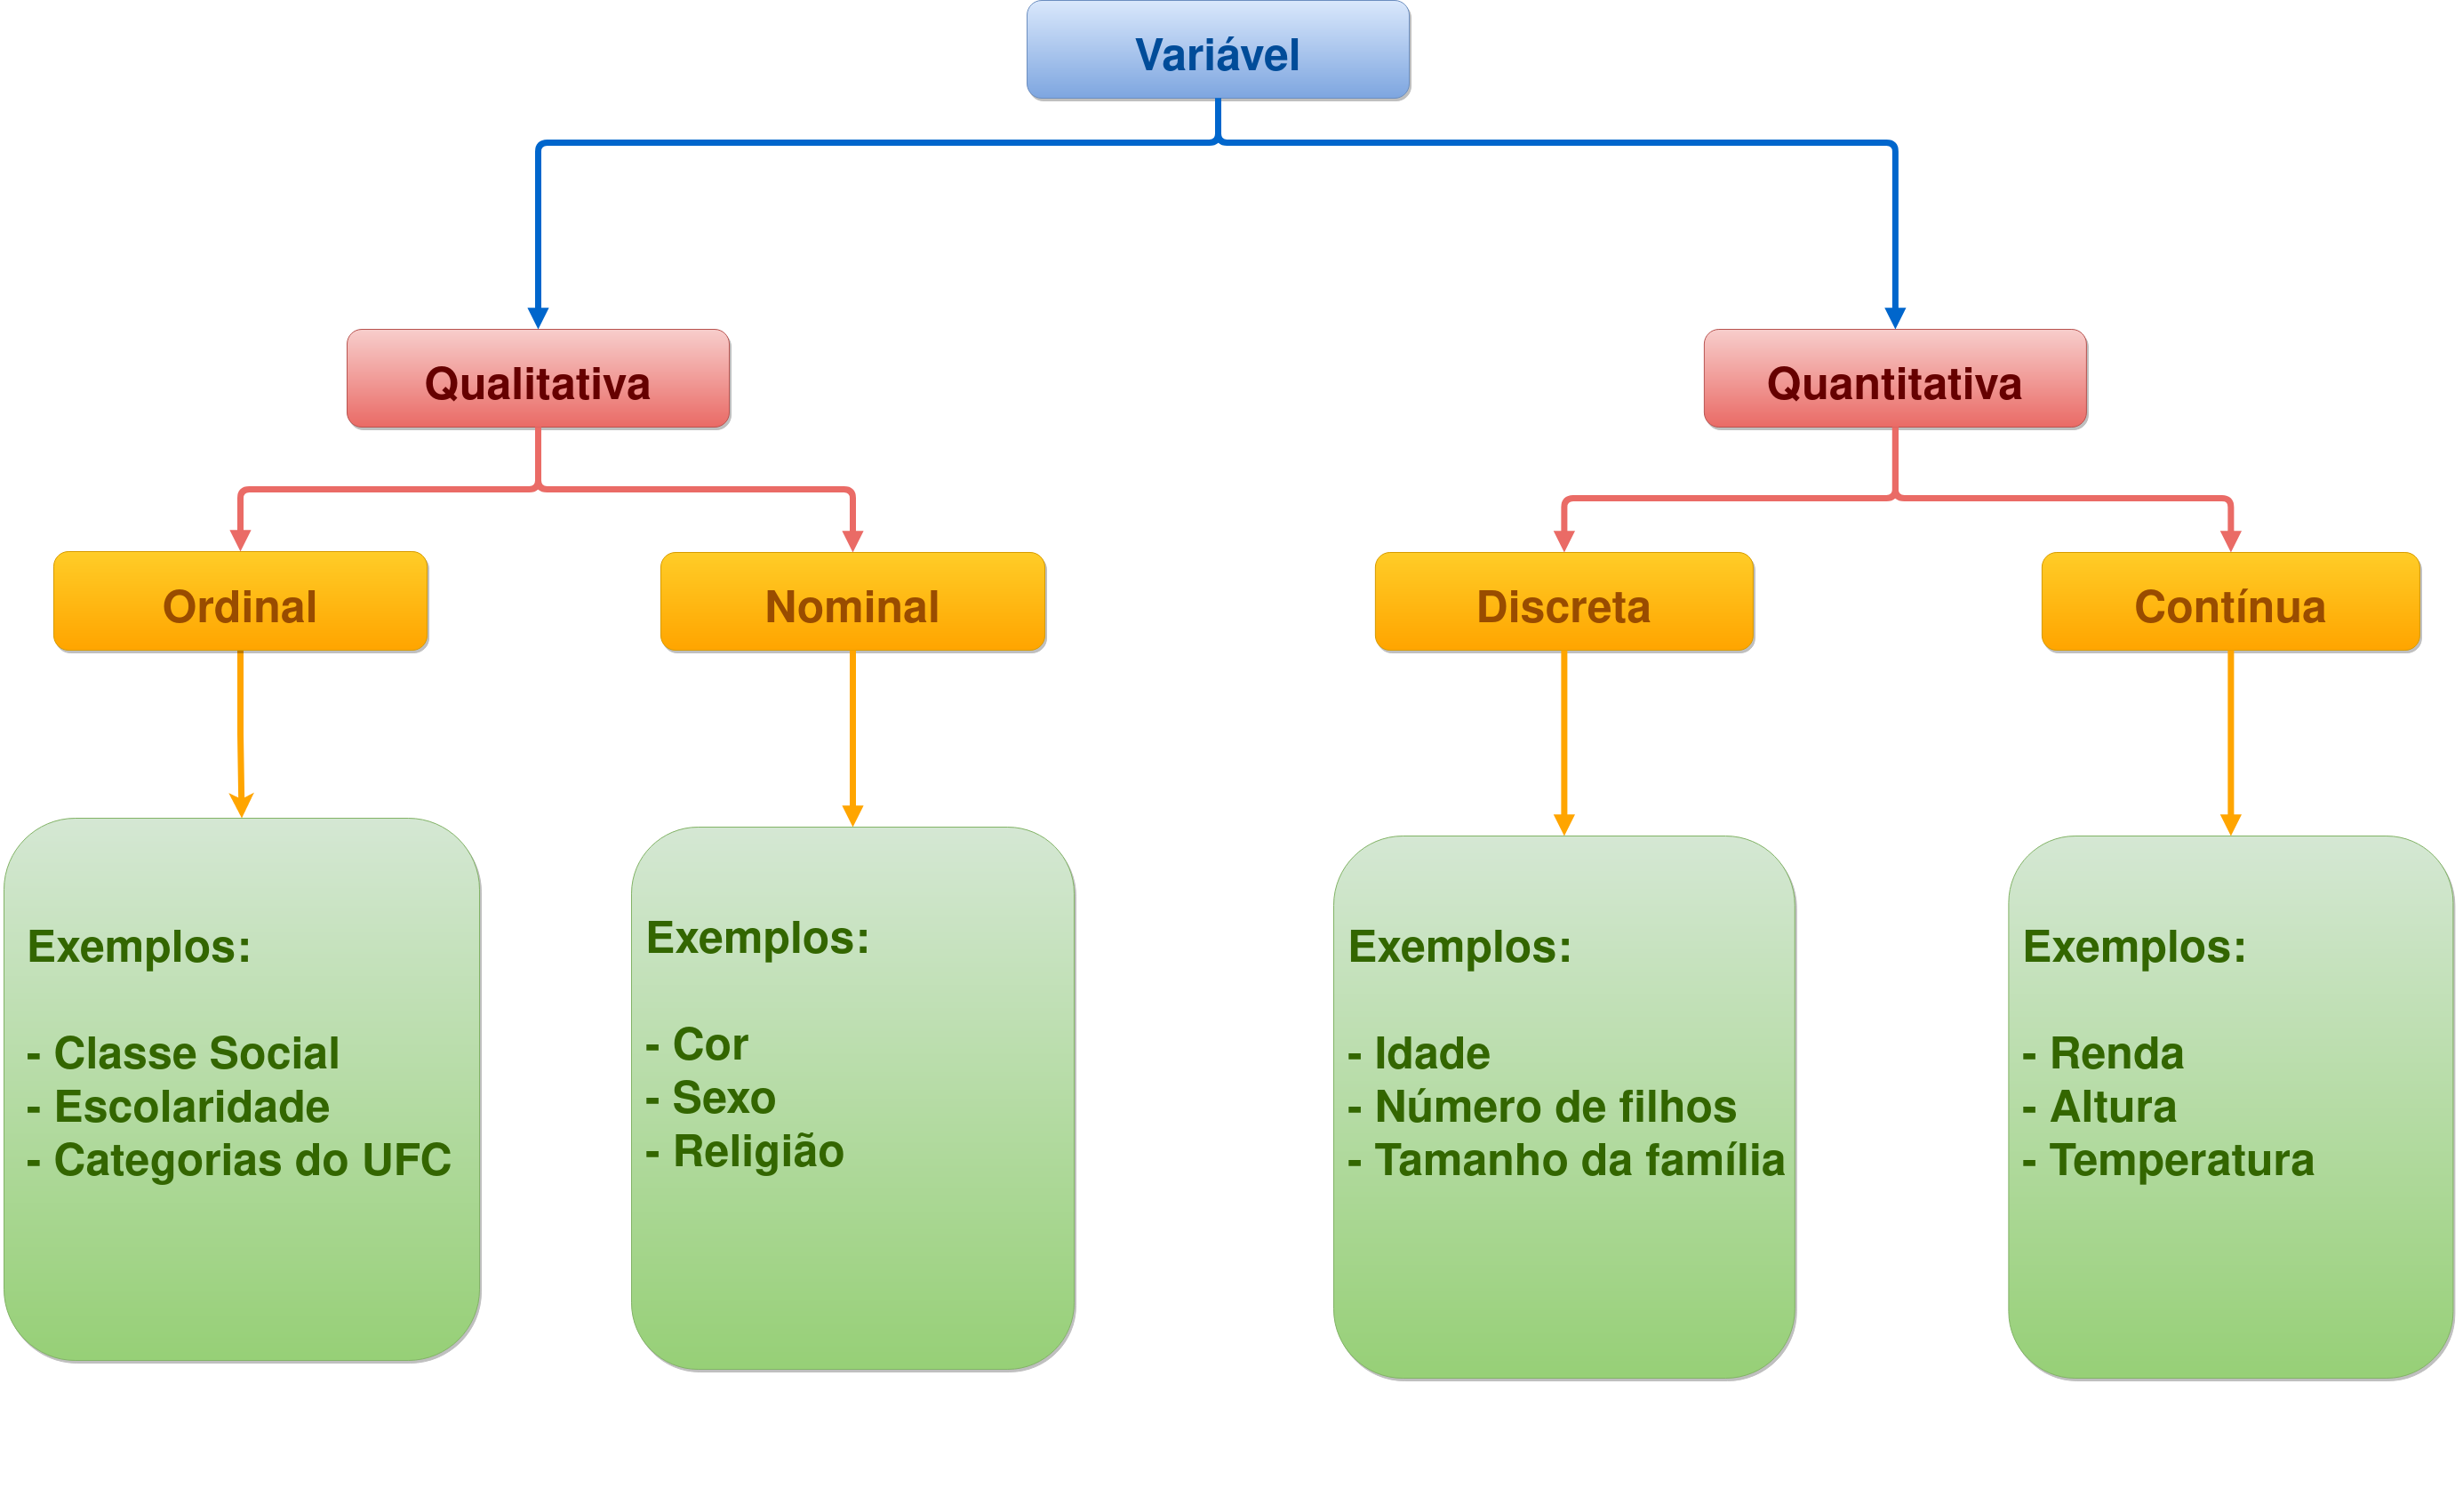 Variável
Qualitativa
Quantitativa
Ordinal
Nominal
Discreta
Contínua
Exemplos:
- Classe Social
- Escolaridade
- Categorias do UFC
Exemplos:
- Cor
- Sexo
- Religião
Exemplos:
- Idade
- Número de filhos
- Tamanho da família
Exemplos:
- Renda
- Altura
- Temperatura